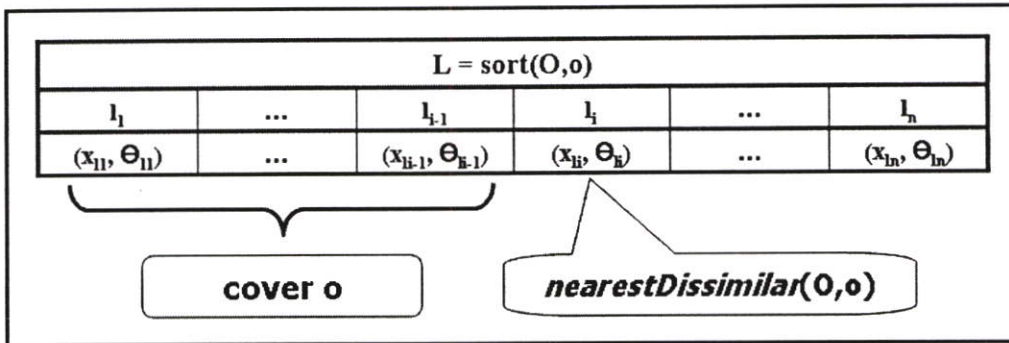 L = sort(O,o)
l₁ ... lᵢ₋₁ lᵢ ... lₙ
(xₗ₁, Θₗ₁) ... (xₗᵢ₋₁, Θₗᵢ₋₁) (xₗᵢ, Θₗᵢ) ... (xₗₙ, Θₗₙ)
cover o nearestDissimilar(O,o)